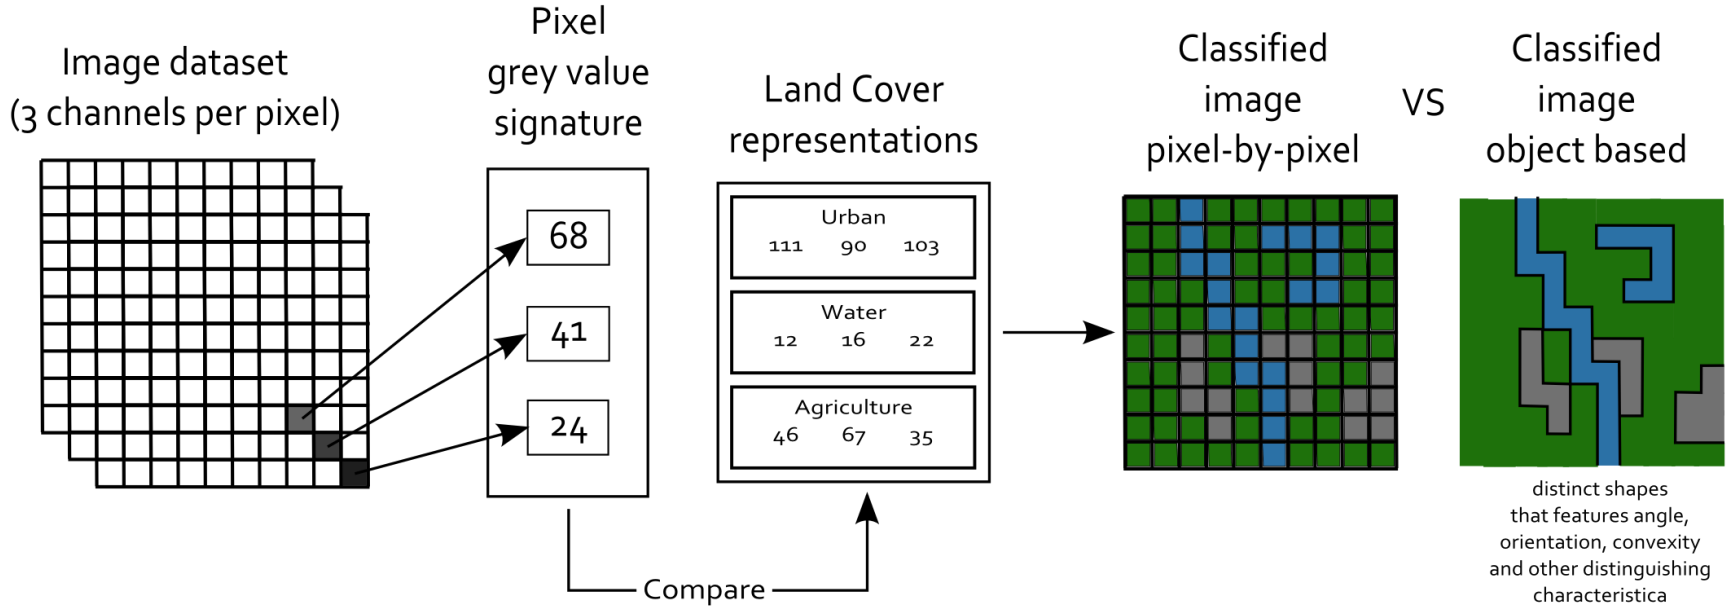 Image dataset
(3 channels per pixel)
Pixel
grey value
signature
68
41
24
Compare
Land Cover
representations
Urban
111 90 103
Water
12 16 22
Agriculture
46 67 35
Classified
image
pixel-by-pixel
VS
Classified
image
object based
distinct shapes
that features angle,
orientation, convexity
and other distinguishing
characteristica